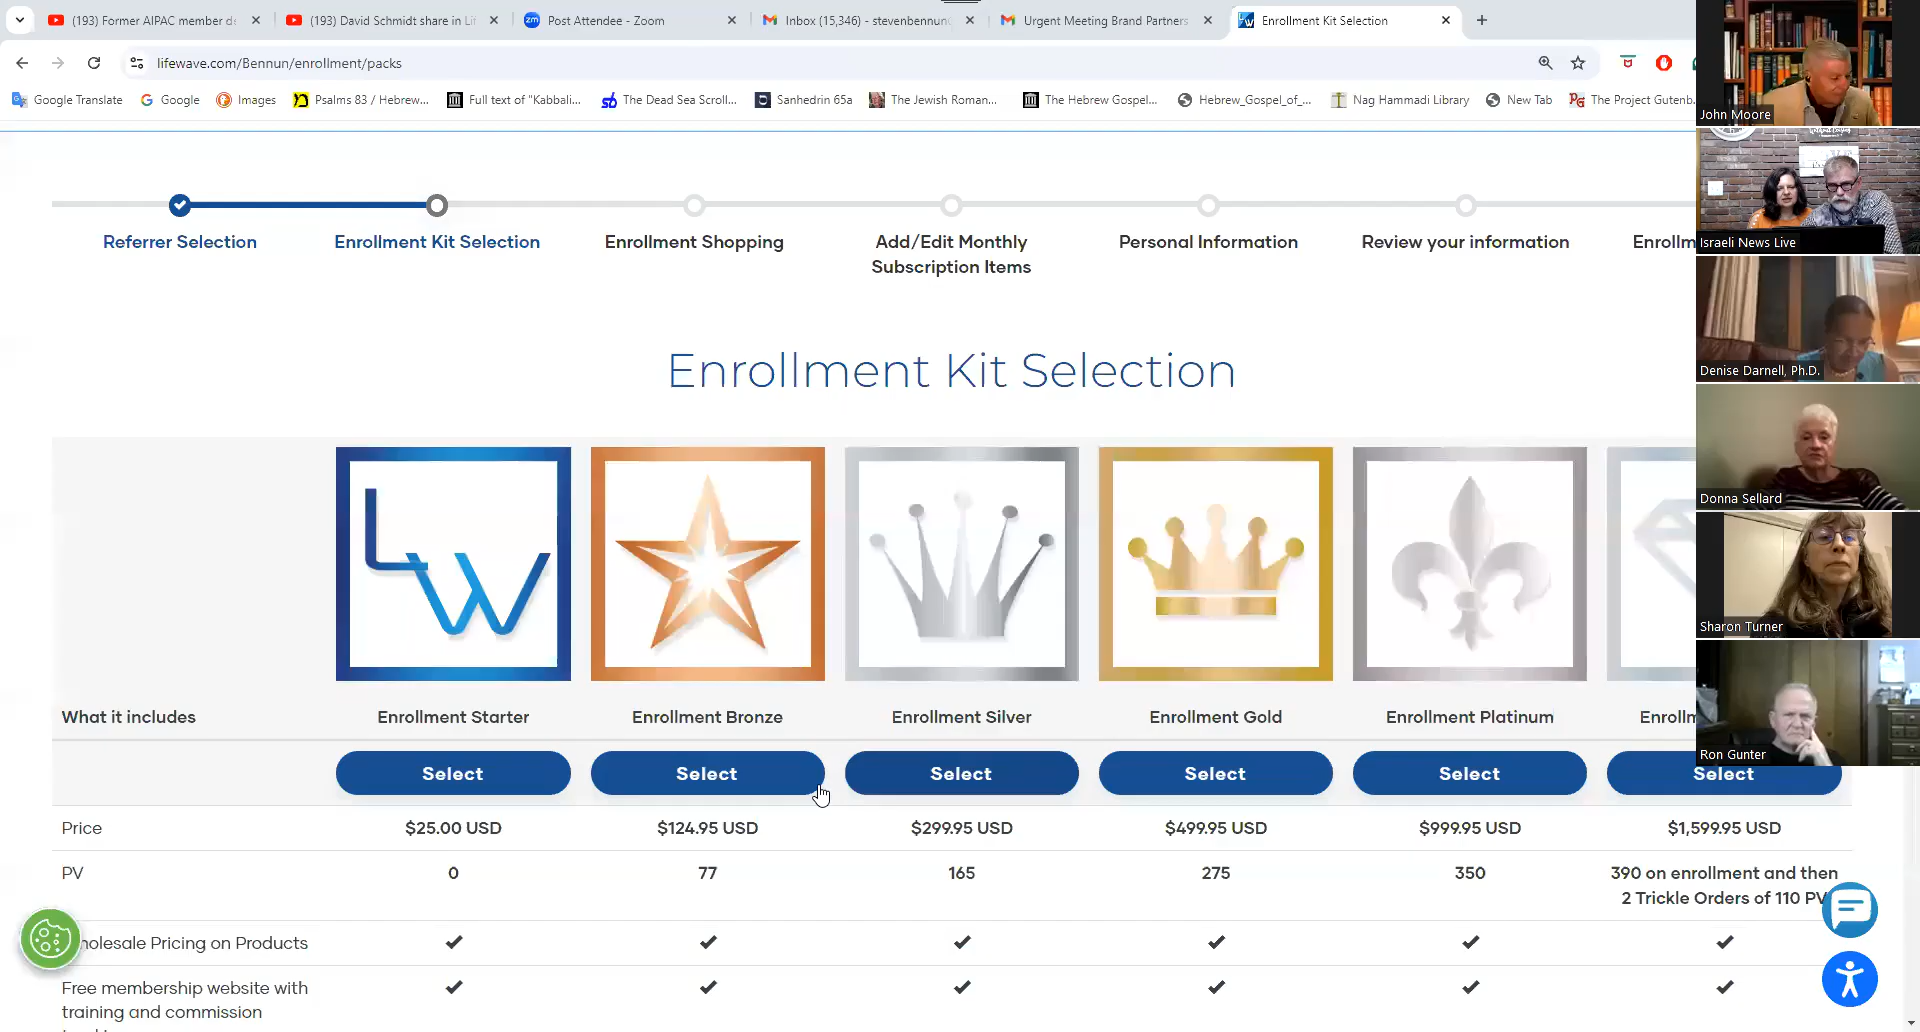 (193) Former AIPAC member de
(193) David Schmidt share in Li
zm Post Attendee - Zoom
Inbox (15,346) - stevenbennun
Urgent Meeting Brand Partners
Enrollment Kit Selection
lifewave.com/Bennun/enrollment/packs
Google Translate
Google
Images
Psalms 83 / Hebrew...
Full text of "Kabbali...
The Dead Sea Scroll...
Sanhedrin 65a
The Jewish Roman...
The Hebrew Gospel...
Hebrew_Gospel_of_...
Nag Hammadi Library
New Tab
The Project Gutenb
Referrer Selection
Enrollment Kit Selection
Enrollment Shopping
Add/Edit Monthly
Subscription Items
Personal Information
Review your information
Enrollm
Enrollment Kit Selection
LW
What it includes
Enrollment Starter
Enrollment Bronze
Enrollment Silver
Enrollment Gold
Enrollment Platinum
Enrolln
Select
Select
Select
Select
Select
Select
Price
$25.00 USD
$124.95 USD
$299.95 USD
$499.95 USD
$999.95 USD
$1,599.95 USD
PV
0
77
165
275
350
390 on enrollment and then
2 Trickle Orders of 110 PV
holesale Pricing on Products
Free membership website with
training and commission
John Moore
Israeli News Live
Denise Darnell, Ph.D.
Donna Sellard
Sharon Turner
Ron Gunter